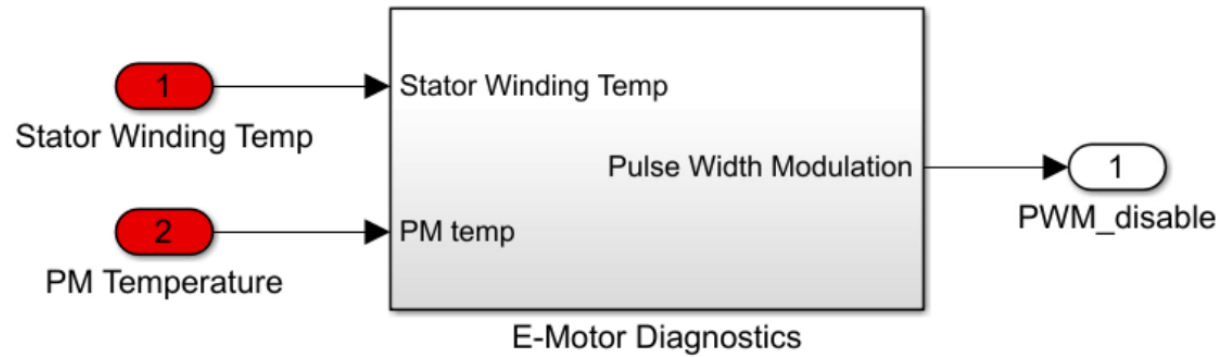 1
Stator Winding Temp
Stator Winding Temp
Pulse Width Modulation
1
PWM_disable
2
PM temp
PM Temperature
E-Motor Diagnostics